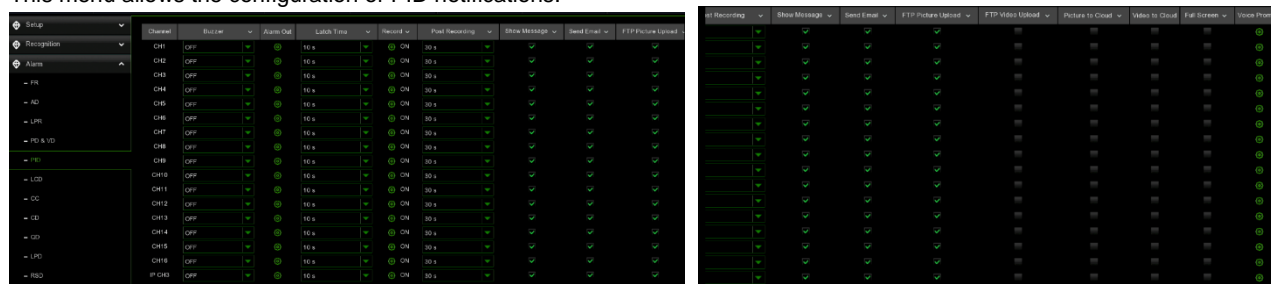 This menu allows the configuration of PID notifications.
Setup
Recognition
Alarm
– FR
– AD
– LPR
– PD & VD
– PID
– LCD
– CC
– CD
– QD
– LPD
– RSD
Channel Buzzer Alarm Out Latch Time Record Post Recording Show Message Send Email FTP Picture Upload
CH1 OFF 10 s ON 30 s
CH2 OFF 10 s ON 30 s
CH3 OFF 10 s ON 30 s
CH4 OFF 10 s ON 30 s
CH5 OFF 10 s ON 30 s
CH6 OFF 10 s ON 30 s
CH7 OFF 10 s ON 30 s
CH8 OFF 10 s ON 30 s
CH9 OFF 10 s ON 30 s
CH10 OFF 10 s ON 30 s
CH11 OFF 10 s ON 30 s
CH12 OFF 10 s ON 30 s
CH13 OFF 10 s ON 30 s
CH14 OFF 10 s ON 30 s
CH15 OFF 10 s ON 30 s
CH16 OFF 10 s ON 30 s
IP CH3 OFF 10 s ON 30 s
st Recording Show Message Send Email FTP Picture Upload FTP Video Upload Picture to Cloud Video to Cloud Full Screen Voice Prom